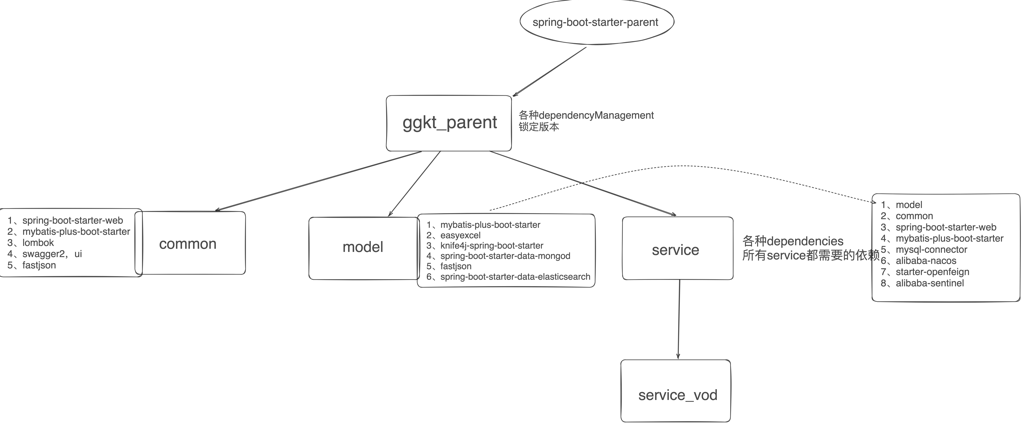 spring-boot-starter-parent
ggkt_parent
各种dependencyManagement
锁定版本
1、spring-boot-starter-web
2、mybatis-plus-boot-starter
3、lombok
4、swagger2，ui
5、fastjson
common
model
1、mybatis-plus-boot-starter
2、easyexcel
3、knife4j-spring-boot-starter
4、spring-boot-starter-data-mongod
5、fastjson
6、spring-boot-starter-data-elasticsearch
service
各种dependencies
所有service都需要的依赖
1、model
2、common
3、spring-boot-starter-web
4、mybatis-plus-boot-starter
5、mysql-connector
6、alibaba-nacos
7、starter-openfeign
8、alibaba-sentinel
service_vod